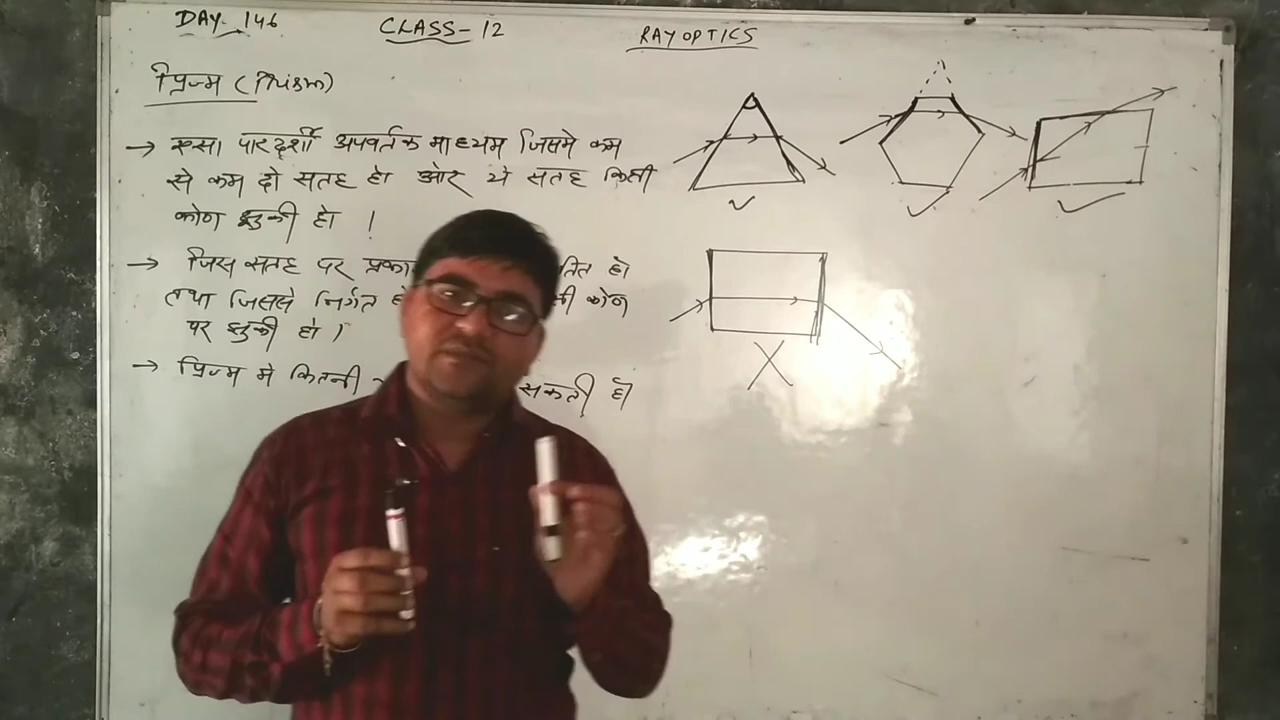 DAY-146
CLASS-12
RAY OPTICS
प्रिज्म (Prism)
→ ऐसा पारदर्शी अपवर्तक माध्यम जिसमे कम
से कम दो सतह हो और ये सतह किसी
कोण झुकी हो ।
→ जिस सतह पर हो
तथा जिससे निर्गत कोण
पर झुकी हो ।
→ प्रिज्म मे कितनी सकती हो